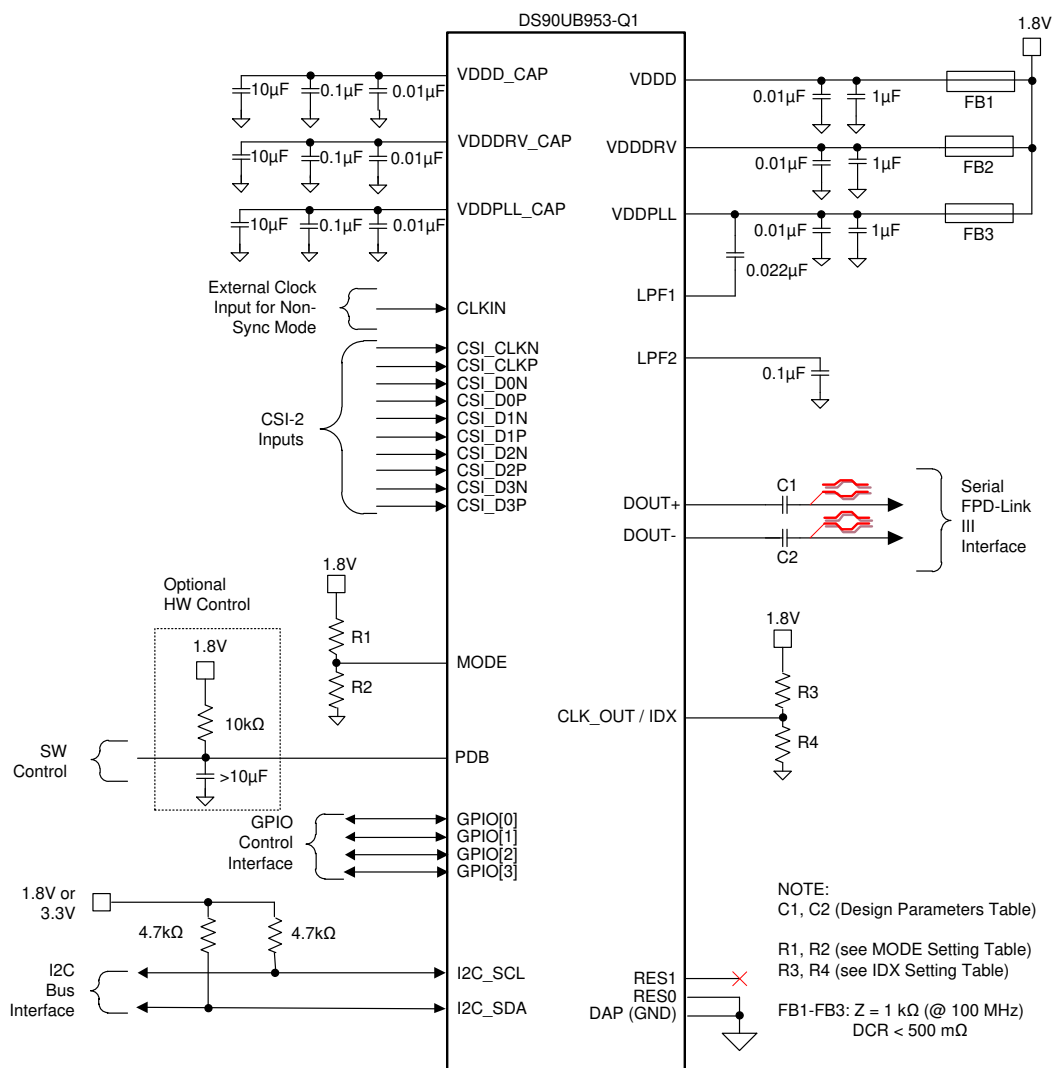 DS90UB953-Q1
1.8V
VDDD_CAP
10µF
0.1µF
0.01µF
VDDD
0.01µF
1µF
FB1
VDDDRV_CAP
10µF
0.1µF
0.01µF
VDDDRV
0.01µF
1µF
FB2
VDDPLL_CAP
10µF
0.1µF
0.01µF
VDDPLL
0.01µF
1µF
FB3
0.022µF
LPF1
External Clock
Input for Non-
Sync Mode
CLKIN
CSI-2
Inputs
CSI_CLKN
CSI_CLKP
CSI_D0N
CSI_D0P
CSI_D1N
CSI_D1P
CSI_D2N
CSI_D2P
CSI_D3N
CSI_D3P
LPF2
0.1µF
DOUT+
C1
DOUT-
C2
Serial
FPD-Link
III
Interface
Optional
HW Control
1.8V
1.8V
R1
R2
MODE
10kΩ
>10µF
SW
Control
PDB
1.8V
R3
R4
CLK_OUT / IDX
GPIO
Control
Interface
GPIO[0]
GPIO[1]
GPIO[2]
GPIO[3]
1.8V or
3.3V
4.7kΩ
4.7kΩ
I2C
Bus
Interface
I2C_SCL
I2C_SDA
RES1
RES0
DAP (GND)
NOTE:
C1, C2 (Design Parameters Table)
R1, R2 (see MODE Setting Table)
R3, R4 (see IDX Setting Table)
FB1-FB3: Z = 1 kΩ (@ 100 MHz)
DCR < 500 mΩ